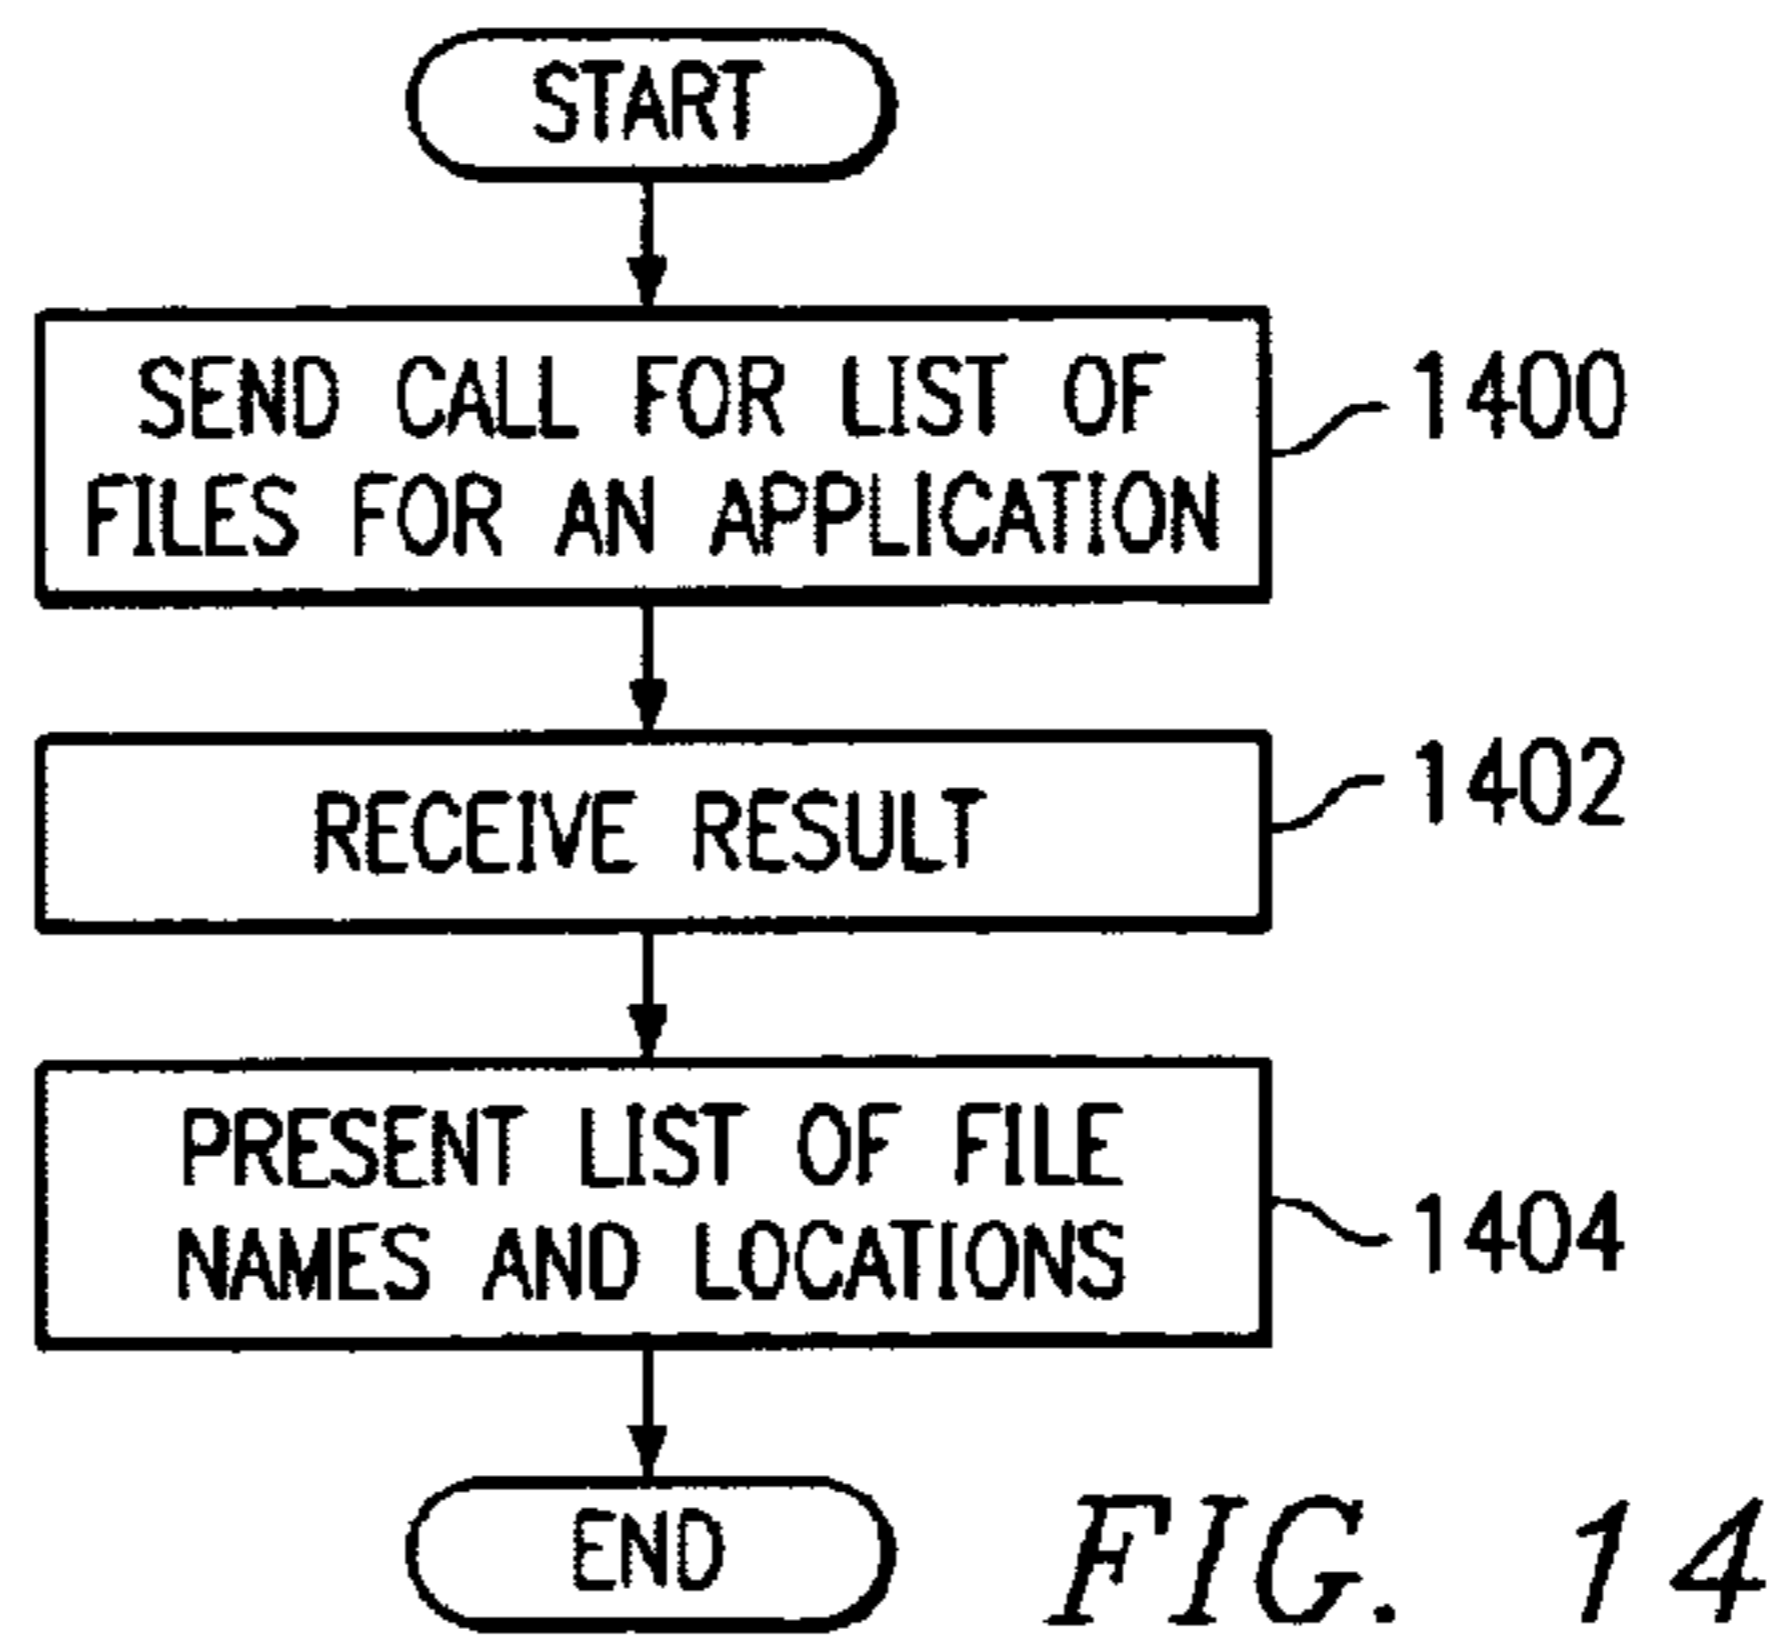 START
SEND CALL FOR LIST OF
FILES FOR AN APPLICATION
1400
RECEIVE RESULT
1402
PRESENT LIST OF FILE
NAMES AND LOCATIONS
1404
END
FIG. 14